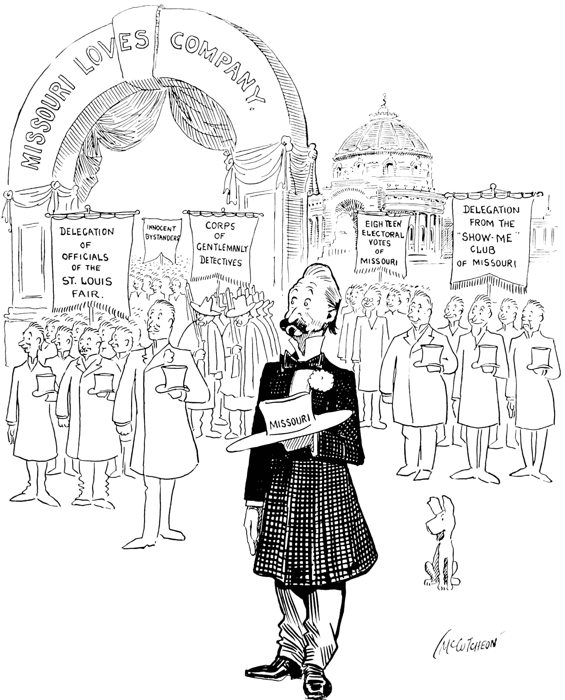 MISSOURI LOVES COMPANY.
DELEGATION
OF
OFFICIALS
OF THE
ST. LOUIS
FAIR.
INNOCENT
BYSTANDERS
CORPS
OF
GENTLEMANLY
DETECTIVES
EIGHTEEN
ELECTORAL
VOTES
OF
MISSOURI
DELEGATION
FROM THE
"SHOW-ME"
CLUB
OF MISSOURI
MISSOURI
McCUTCHEON